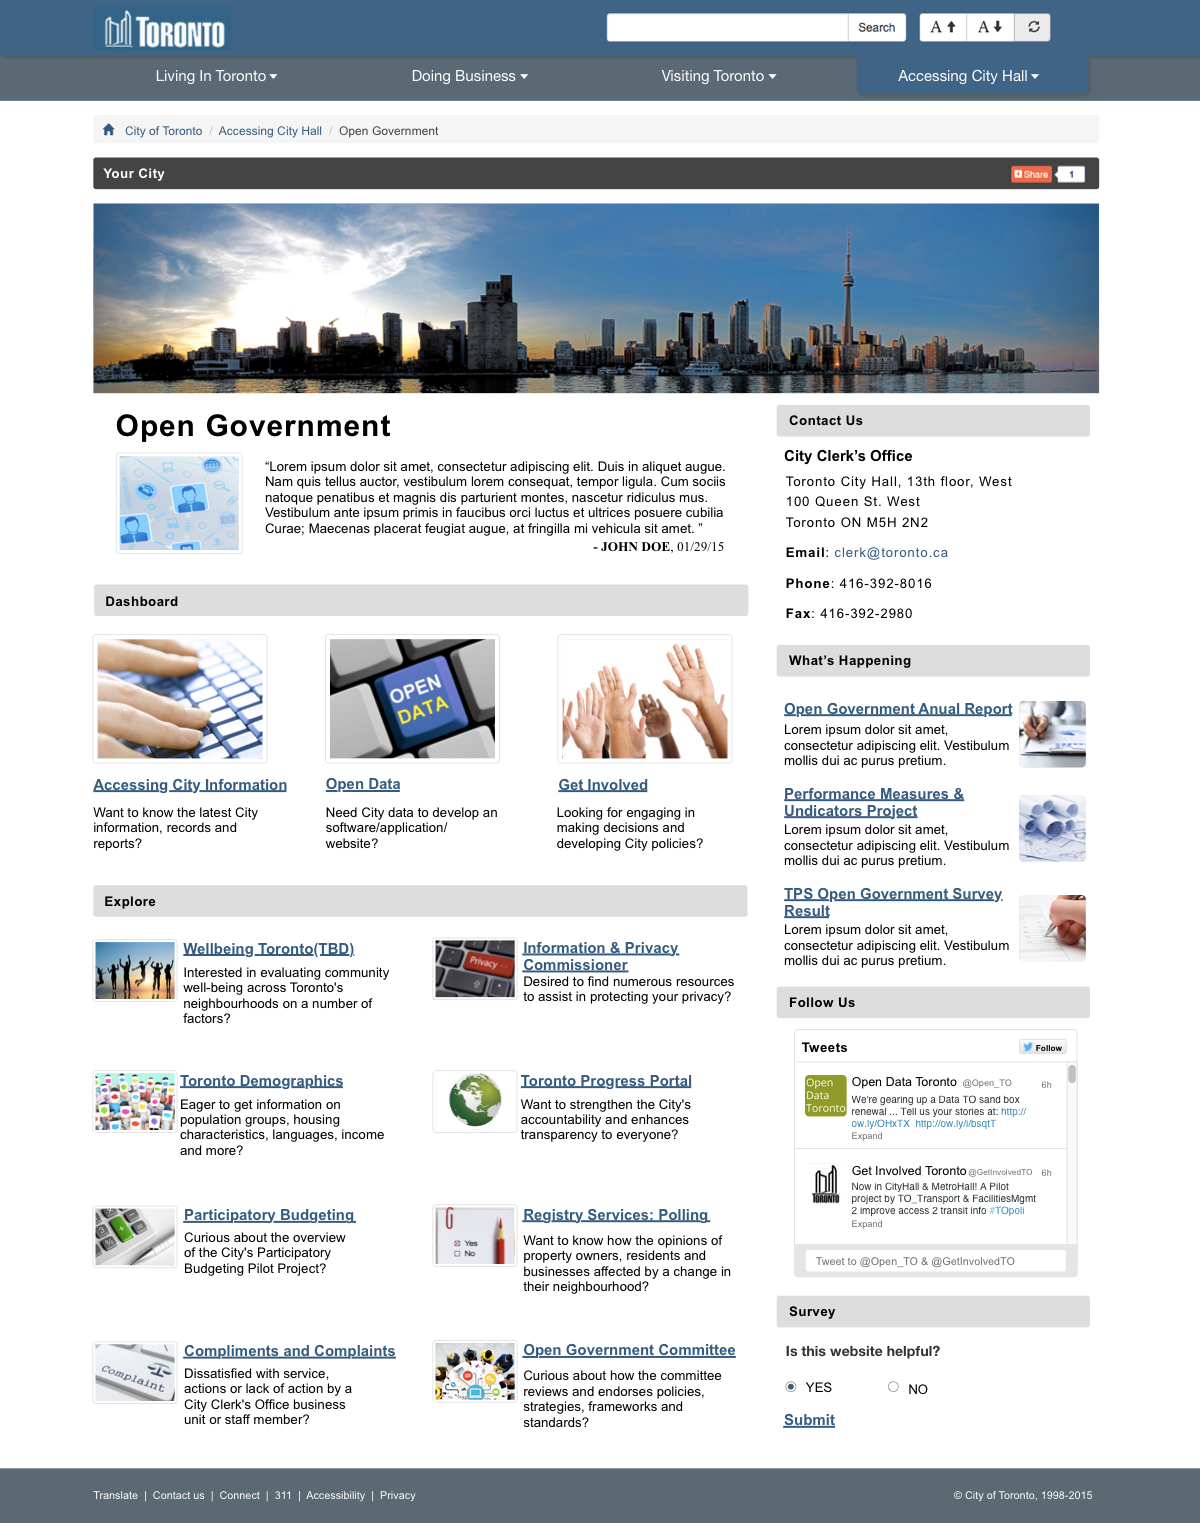 TORONTO
Search
A A
Living In Toronto
Doing Business
Visiting Toronto
Accessing City Hall
City of Toronto / Accessing City Hall / Open Government
Your City
Share 1
Open Government
“Lorem ipsum dolor sit amet, consectetur adipiscing elit. Duis in aliquet augue.
Nam quis tellus auctor, vestibulum lorem consequat, tempor ligula. Cum sociis
natoque penatibus et magnis dis parturient montes, nascetur ridiculus mus.
Vestibulum ante ipsum primis in faucibus orci luctus et ultrices posuere cubilia
Curae; Maecenas placerat feugiat augue, at fringilla mi vehicula sit amet. ”
- JOHN DOE, 01/29/15
Dashboard
Accessing City Information
Want to know the latest City
information, records and
reports?
OPEN
DATA
Open Data
Need City data to develop an
software/application/
website?
Get Involved
Looking for engaging in
making decisions and
developing City policies?
Explore
Wellbeing Toronto(TBD)
Interested in evaluating community
well-being across Toronto's
neighbourhoods on a number of
factors?
Privacy
Information & Privacy
Commissioner
Desired to find numerous resources
to assist in protecting your privacy?
Toronto Demographics
Eager to get information on
population groups, housing
characteristics, languages, income
and more?
Toronto Progress Portal
Want to strengthen the City's
accountability and enhances
transparency to everyone?
Participatory Budgeting
Curious about the overview
of the City's Participatory
Budgeting Pilot Project?
Yes
No
Registry Services: Polling
Want to know how the opinions of
property owners, residents and
businesses affected by a change in
their neighbourhood?
Complaint
Compliments and Complaints
Dissatisfied with service,
actions or lack of action by a
City Clerk's Office business
unit or staff member?
Open Government Committee
Curious about how the committee
reviews and endorses policies,
strategies, frameworks and
standards?
Contact Us
City Clerk’s Office
Toronto City Hall, 13th floor, West
100 Queen St. West
Toronto ON M5H 2N2
Email: clerk@toronto.ca
Phone: 416-392-8016
Fax: 416-392-2980
What’s Happening
Open Government Anual Report
Lorem ipsum dolor sit amet,
consectetur adipiscing elit. Vestibulum
mollis dui ac purus pretium.
Performance Measures &
Undicators Project
Lorem ipsum dolor sit amet,
consectetur adipiscing elit. Vestibulum
mollis dui ac purus pretium.
TPS Open Government Survey
Result
Lorem ipsum dolor sit amet,
consectetur adipiscing elit. Vestibulum
mollis dui ac purus pretium.
Follow Us
Tweets
Follow
Open
Data
Toronto
Open Data Toronto @Open_TO 6h
We're gearing up a Data TO sand box
renewal ... Tell us your stories at: http://
ow.ly/OHxTX http://ow.ly/i/bsqtT
Expand
TORONTO
Get Involved Toronto @GetInvolvedTO 6h
Now in CityHall & MetroHall! A Pilot
project by TO_Transport & FacilitiesMgmt
2 improve access 2 transit info #TOpoli
Expand
Tweet to @Open_TO & @GetInvolvedTO
Survey
Is this website helpful?
YES
NO
Submit
Translate | Contact us | Connect | 311 | Accessibility | Privacy
© City of Toronto, 1998-2015